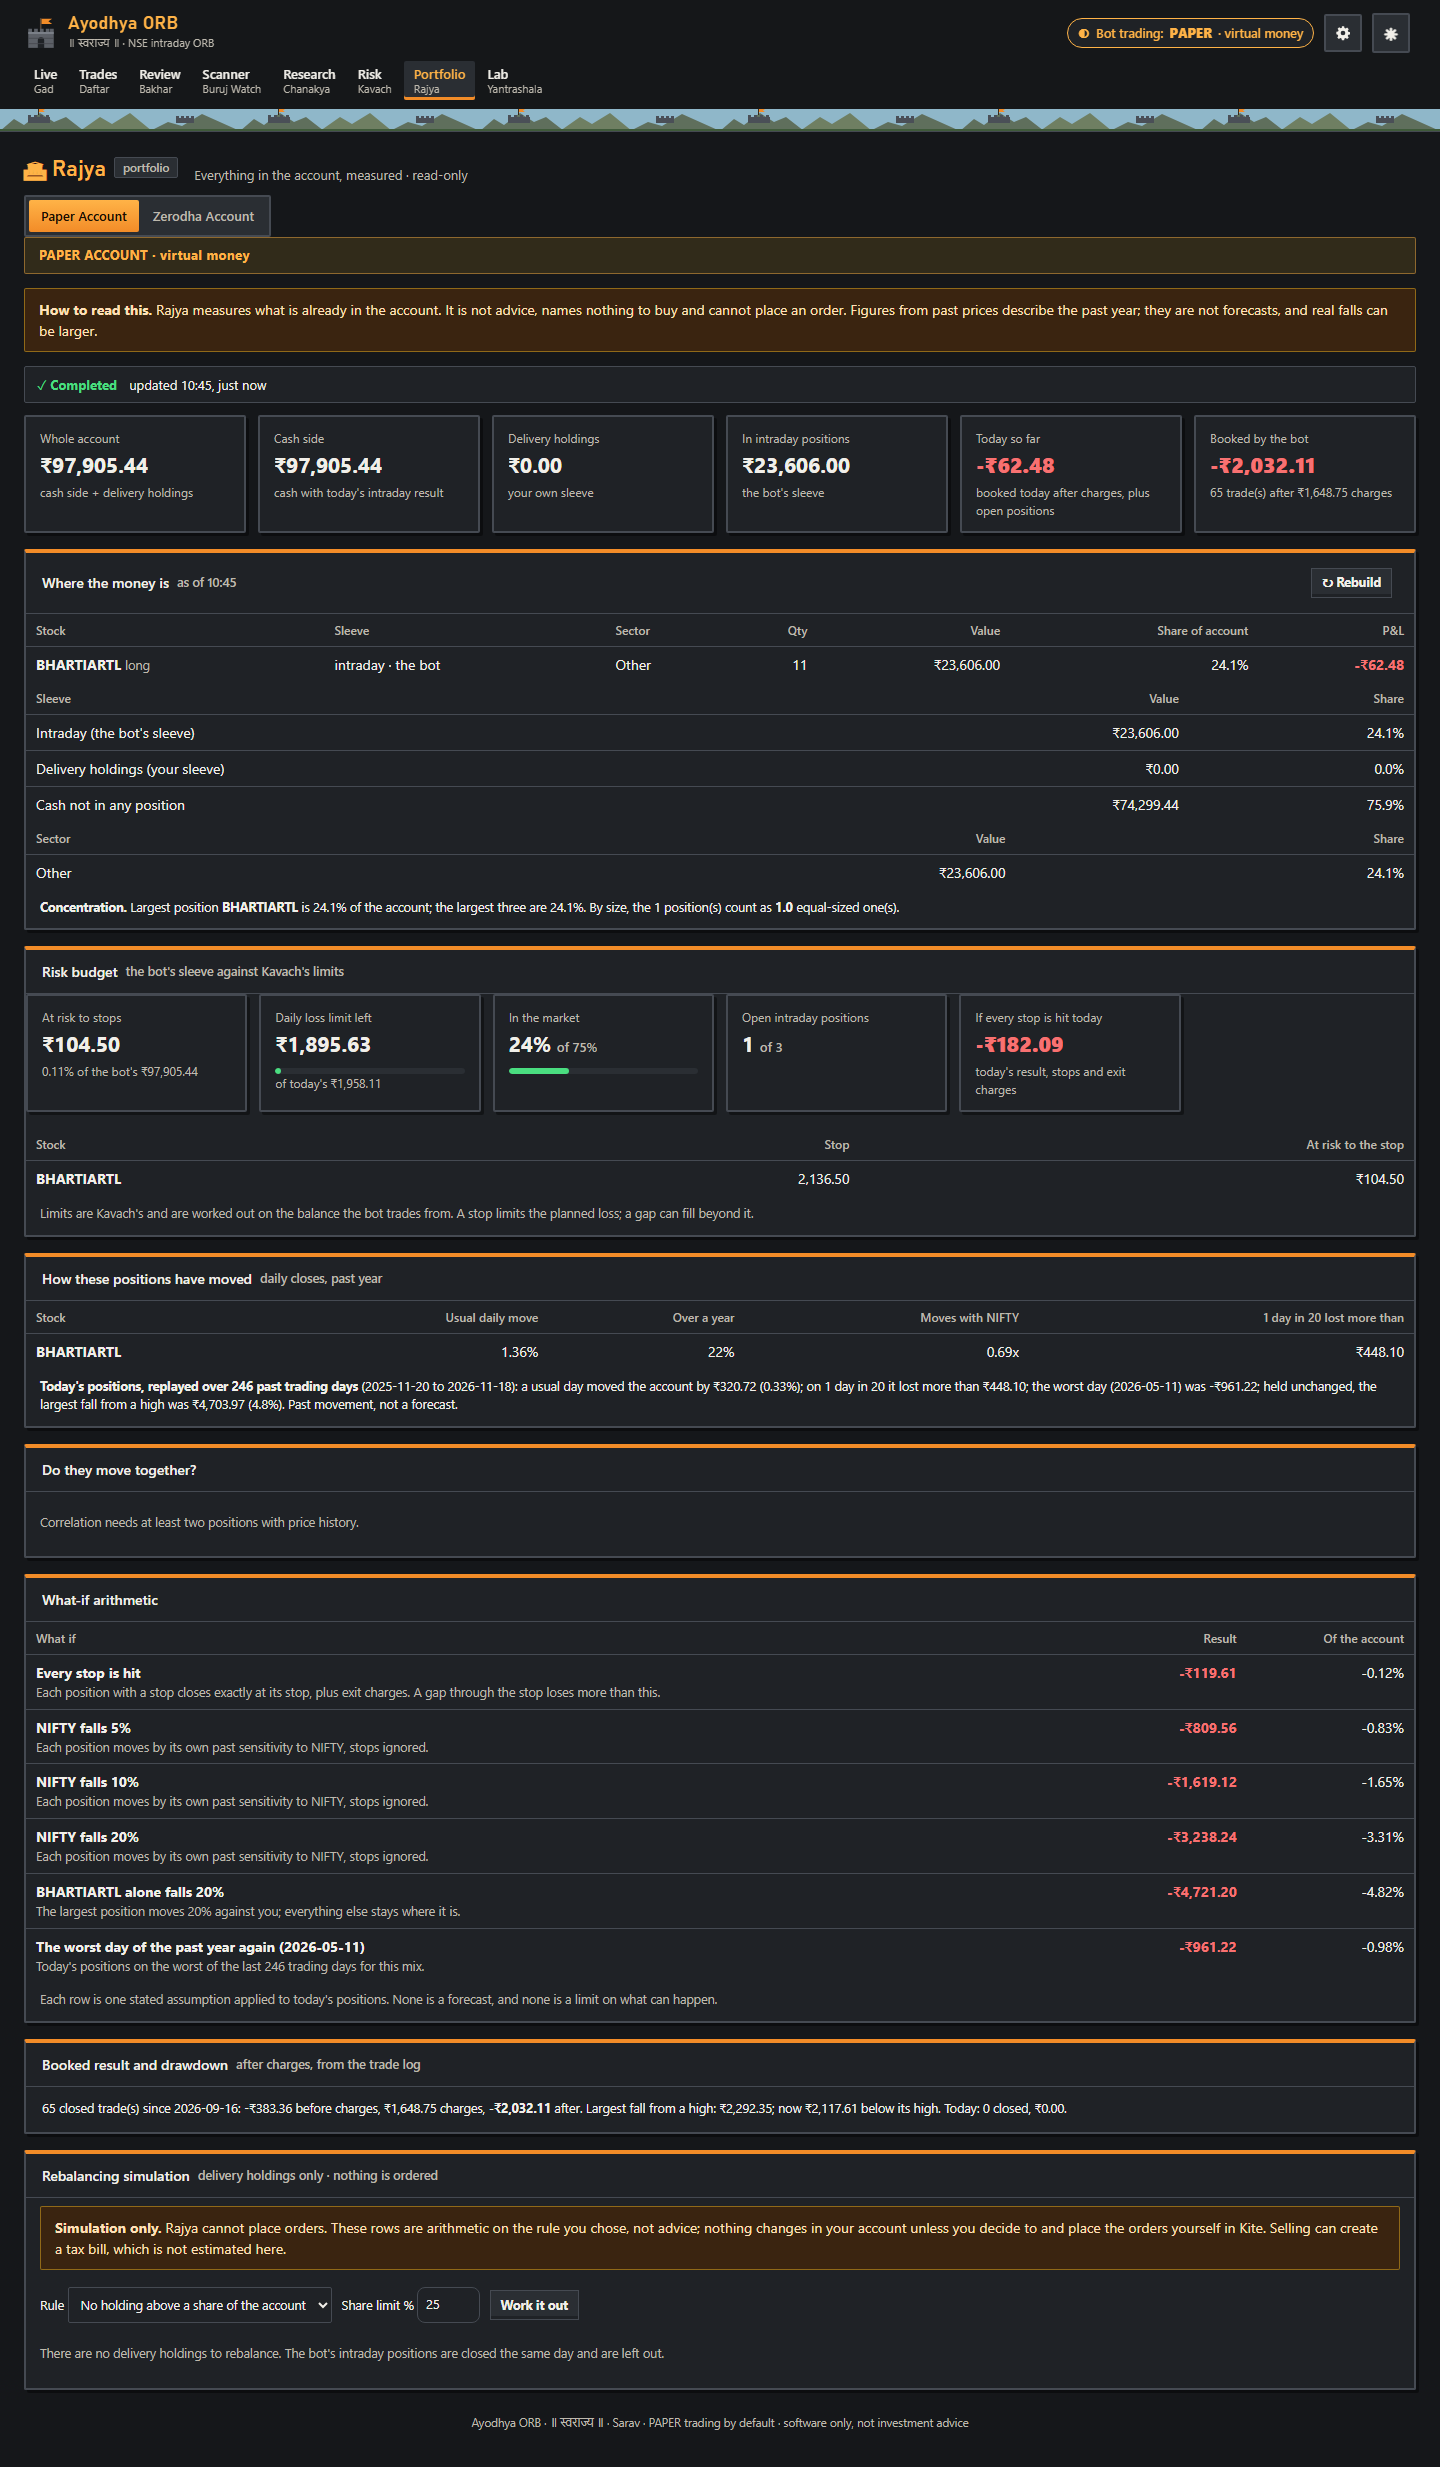 Ayodhya ORB
॥ स्वराज्य ॥ · NSE intraday ORB
Bot trading: PAPER · virtual money
Live
Gad
Trades
Daftar
Review
Bakhar
Scanner
Buruj Watch
Research
Chanakya
Risk
Kavach
Portfolio
Rajya
Lab
Yantrashala
Rajya portfolio Everything in the account, measured · read-only
Paper Account Zerodha Account
PAPER ACCOUNT · virtual money
How to read this. Rajya measures what is already in the account. It is not advice, names nothing to buy and cannot place an order. Figures from past prices describe the past year; they are not forecasts, and real falls can
be larger.
✓ Completed updated 10:45, just now
Whole account
₹97,905.44
cash side + delivery holdings
Cash side
₹97,905.44
cash with today's intraday result
Delivery holdings
₹0.00
your own sleeve
In intraday positions
₹23,606.00
the bot's sleeve
Today so far
-₹62.48
booked today after charges, plus
open positions
Booked by the bot
-₹2,032.11
65 trade(s) after ₹1,648.75 charges
Where the money is as of 10:45
↻ Rebuild
Stock Sleeve Sector Qty Value Share of account P&L
BHARTIARTL long intraday · the bot Other 11 ₹23,606.00 24.1% -₹62.48
Sleeve Value Share
Intraday (the bot's sleeve) ₹23,606.00 24.1%
Delivery holdings (your sleeve) ₹0.00 0.0%
Cash not in any position ₹74,299.44 75.9%
Sector Value Share
Other ₹23,606.00 24.1%
Concentration. Largest position BHARTIARTL is 24.1% of the account; the largest three are 24.1%. By size, the 1 position(s) count as 1.0 equal-sized one(s).
Risk budget the bot's sleeve against Kavach's limits
At risk to stops
₹104.50
0.11% of the bot's ₹97,905.44
Daily loss limit left
₹1,895.63
of today's ₹1,958.11
In the market
24% of 75%
Open intraday positions
1 of 3
If every stop is hit today
-₹182.09
today's result, stops and exit
charges
Stock Stop At risk to the stop
BHARTIARTL 2,136.50 ₹104.50
Limits are Kavach's and are worked out on the balance the bot trades from. A stop limits the planned loss; a gap can fill beyond it.
How these positions have moved daily closes, past year
Stock Usual daily move Over a year Moves with NIFTY 1 day in 20 lost more than
BHARTIARTL 1.36% 22% 0.69x ₹448.10
Today's positions, replayed over 246 past trading days (2025-11-20 to 2026-11-18): a usual day moved the account by ₹320.72 (0.33%); on 1 day in 20 it lost more than ₹448.10; the worst day (2026-05-11) was -₹961.22; held unchanged, the
largest fall from a high was ₹4,703.97 (4.8%). Past movement, not a forecast.
Do they move together?
Correlation needs at least two positions with price history.
What-if arithmetic
What if Result Of the account
Every stop is hit -₹119.61 -0.12%
Each position with a stop closes exactly at its stop, plus exit charges. A gap through the stop loses more than this.
NIFTY falls 5% -₹809.56 -0.83%
Each position moves by its own past sensitivity to NIFTY, stops ignored.
NIFTY falls 10% -₹1,619.12 -1.65%
Each position moves by its own past sensitivity to NIFTY, stops ignored.
NIFTY falls 20% -₹3,238.24 -3.31%
Each position moves by its own past sensitivity to NIFTY, stops ignored.
BHARTIARTL alone falls 20% -₹4,721.20 -4.82%
The largest position moves 20% against you; everything else stays where it is.
The worst day of the past year again (2026-05-11) -₹961.22 -0.98%
Today's positions on the worst of the last 246 trading days for this mix.
Each row is one stated assumption applied to today's positions. None is a forecast, and none is a limit on what can happen.
Booked result and drawdown after charges, from the trade log
65 closed trade(s) since 2026-09-16: -₹383.36 before charges, ₹1,648.75 charges, -₹2,032.11 after. Largest fall from a high: ₹2,292.35; now ₹2,117.61 below its high. Today: 0 closed, ₹0.00.
Rebalancing simulation delivery holdings only · nothing is ordered
Simulation only. Rajya cannot place orders. These rows are arithmetic on the rule you chose, not advice; nothing changes in your account unless you decide to and place the orders yourself in Kite. Selling can create
a tax bill, which is not estimated here.
Rule No holding above a share of the account Share limit % 25 Work it out
There are no delivery holdings to rebalance. The bot's intraday positions are closed the same day and are left out.
Ayodhya ORB · ॥ स्वराज्य ॥ · Sarav · PAPER trading by default · software only, not investment advice